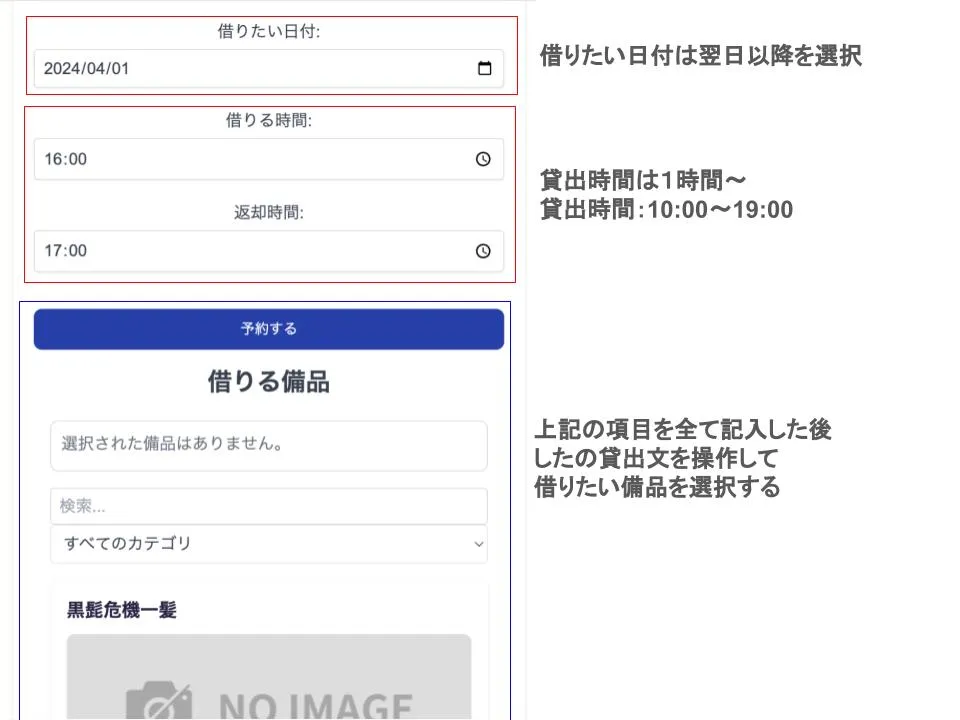 借りたい日付:
2024/04/01
借りたい日付は翌日以降を選択
借りる時間:
16:00
返却時間:
17:00
貸出時間は1時間〜
貸出時間：10:00〜19:00
予約する
借りる備品
選択された備品はありません。
検索...
すべてのカテゴリ
上記の項目を全て記入した後
したの貸出文を操作して
借りたい備品を選択する
黒髭危機一髪
NO IMAGE